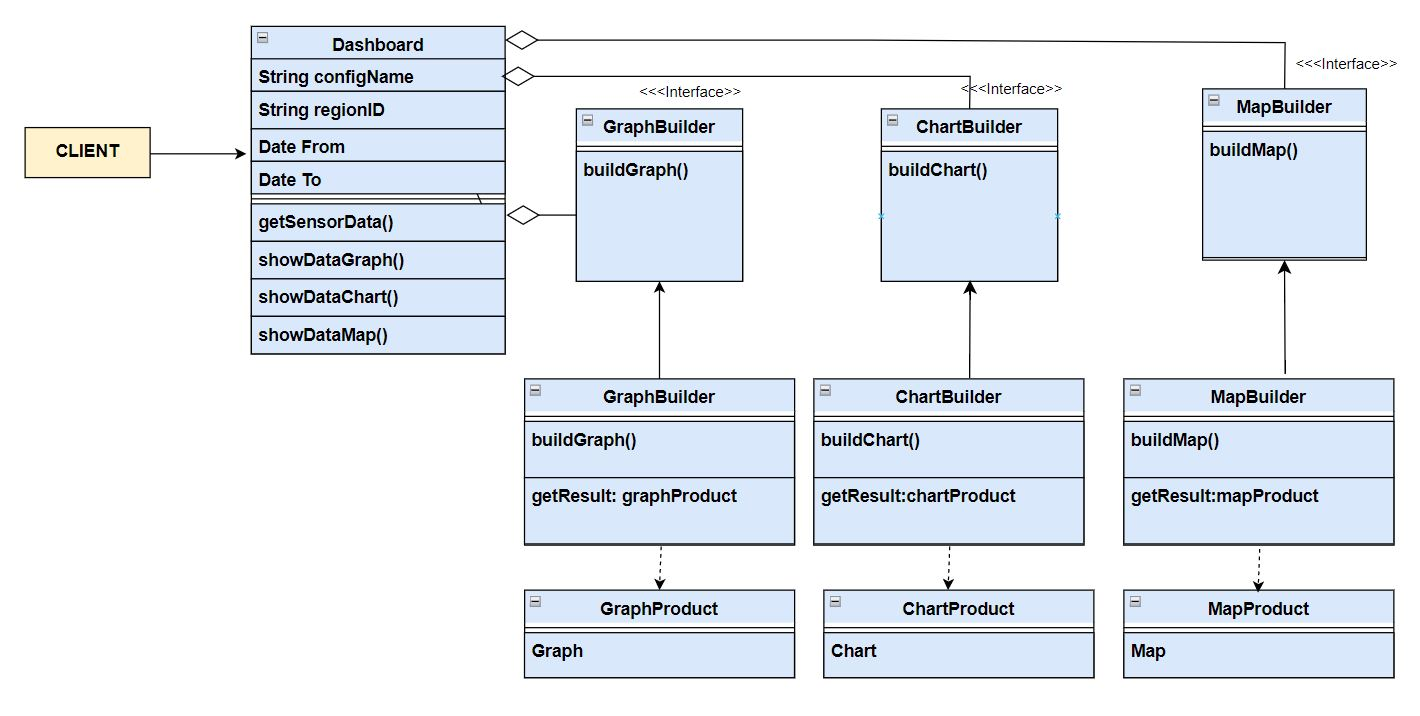 Dashboard
String configName
String regionID
Date From
Date To
getSensorData()
showDataGraph()
showDataChart()
showDataMap()
CLIENT
<<<Interface>>
GraphBuilder
buildGraph()
<<<Interface>>
ChartBuilder
buildChart()
<<<Interface>>
MapBuilder
buildMap()
GraphBuilder
buildGraph()
getResult: graphProduct
ChartBuilder
buildChart()
getResult:chartProduct
MapBuilder
buildMap()
getResult:mapProduct
GraphProduct
Graph
ChartProduct
Chart
MapProduct
Map